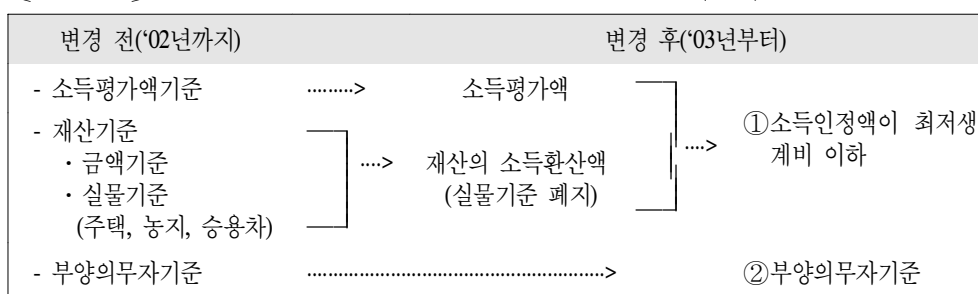 변경 전(‘02년까지) 변경 후(‘03년부터)
- 소득평가액기준 ·········> 소득평가액
- 재산기준
· 금액기준 ····> 재산의 소득환산액 ····> ①소득인정액이 최저생
· 실물기준 (실물기준 폐지) 계비 이하
(주택, 농지, 승용차)
- 부양의무자기준 ························································> ②부양의무자기준